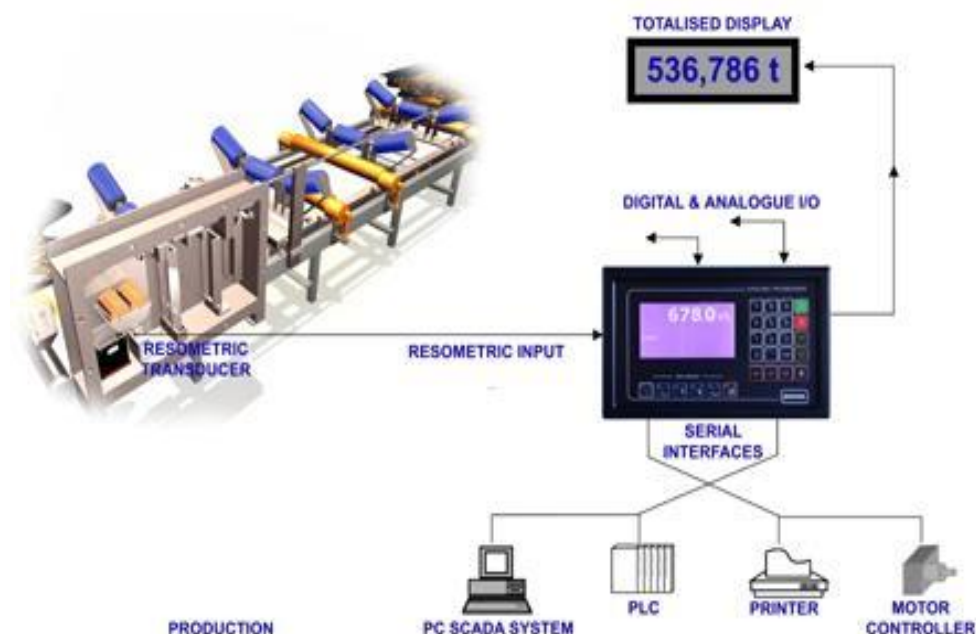 TOTALISED DISPLAY
536,786 t
DIGITAL & ANALOGUE I/O
678.0
RESOMETRIC
TRANSDUCER
RESOMETRIC INPUT
SERIAL
INTERFACES
PC SCADA SYSTEM
PLC
PRINTER
MOTOR
CONTROLLER
PRODUCTION